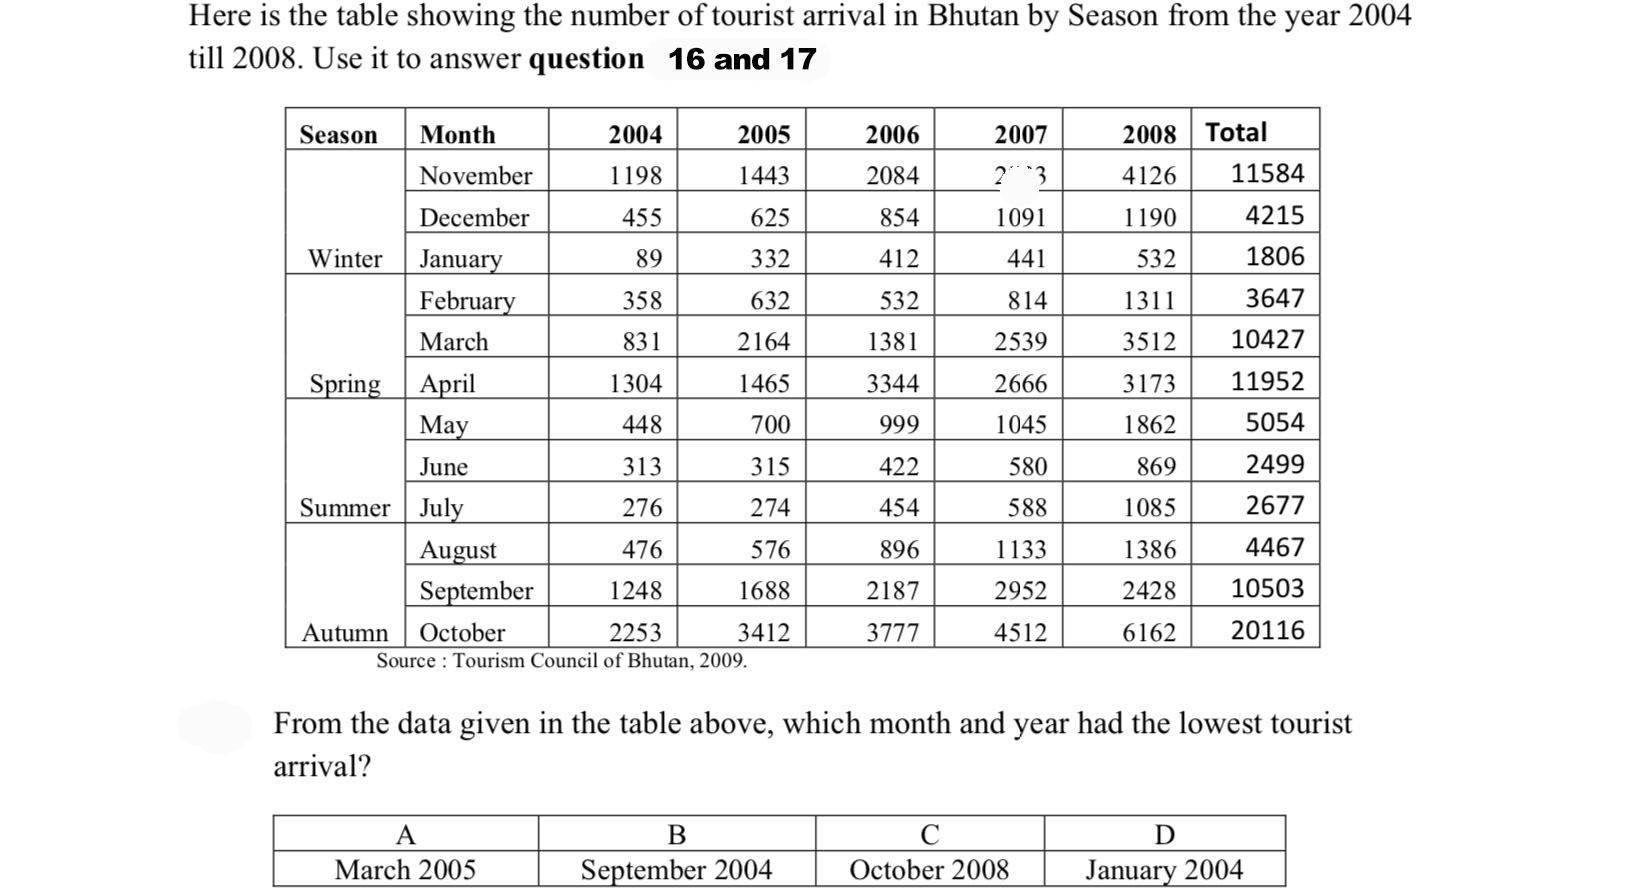 Here is the table showing the number of tourist arrival in Bhutan by Season from the year 2004
till 2008. Use it to answer question 16 and 17
Season Month 2004 2005 2006 2007 2008 Total
November 1198 1443 2084 4126 11584
December 455 625 854 1091 1190 4215
Winter January 89 332 412 441 532 1806
February 358 632 532 814 1311 3647
March 831 2164 1381 2539 3512 10427
Spring April 1304 1465 3344 2666 3173 11952
May 448 700 999 1045 1862 5054
June 313 315 422 580 869 2499
Summer July 276 274 454 588 1085 2677
August 476 576 896 1133 1386 4467
September 1248 1688 2187 2952 2428 10503
Autumn October 2253 3412 3777 4512 6162 20116
Source : Tourism Council of Bhutan, 2009.
From the data given in the table above, which month and year had the lowest tourist
arrival?
A B C D
March 2005 September 2004 October 2008 January 2004